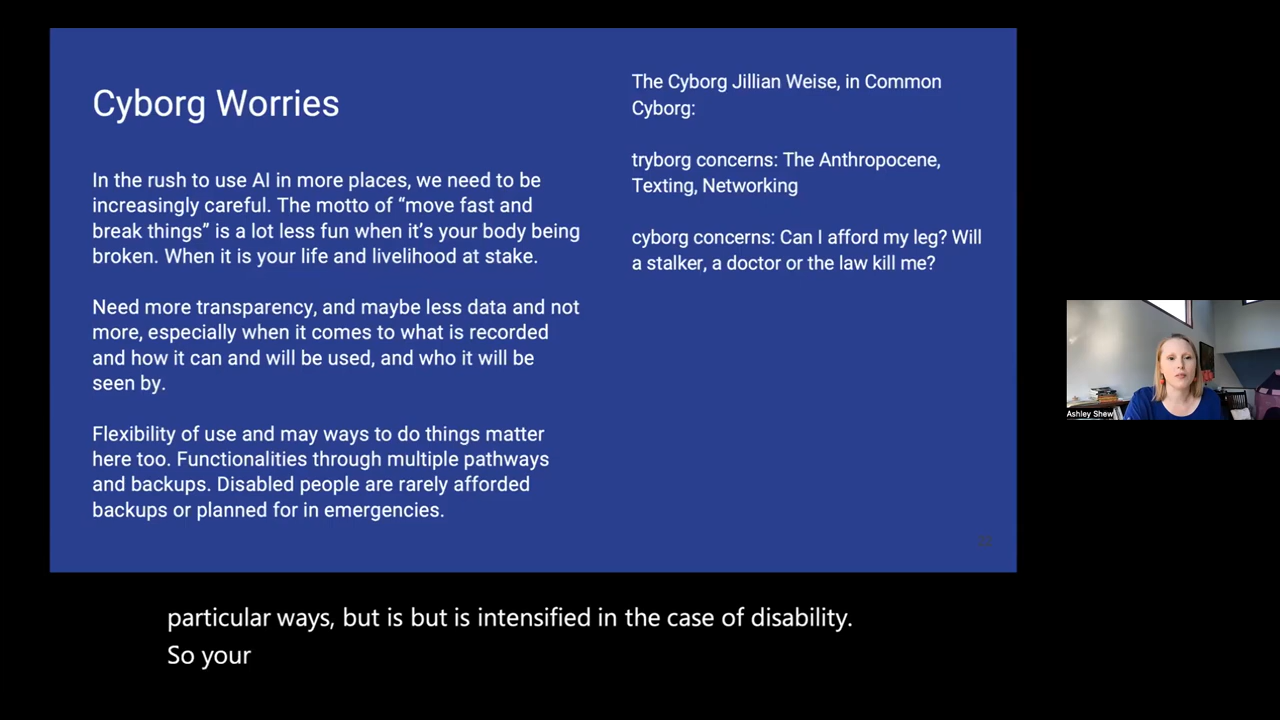 Cyborg Worries
In the rush to use AI in more places, we need to be
increasingly careful. The motto of “move fast and
break things” is a lot less fun when it’s your body being
broken. When it is your life and livelihood at stake.
Need more transparency, and maybe less data and not
more, especially when it comes to what is recorded
and how it can and will be used, and who it will be
seen by.
Flexibility of use and may ways to do things matter
here too. Functionalities through multiple pathways
and backups. Disabled people are rarely afforded
backups or planned for in emergencies.
The Cyborg Jillian Weise, in Common
Cyborg:
tryborg concerns: The Anthropocene,
Texting, Networking
cyborg concerns: Can I afford my leg? Will
a stalker, a doctor or the law kill me?
Ashley Shew
particular ways, but is but is intensified in the case of disability.
So your